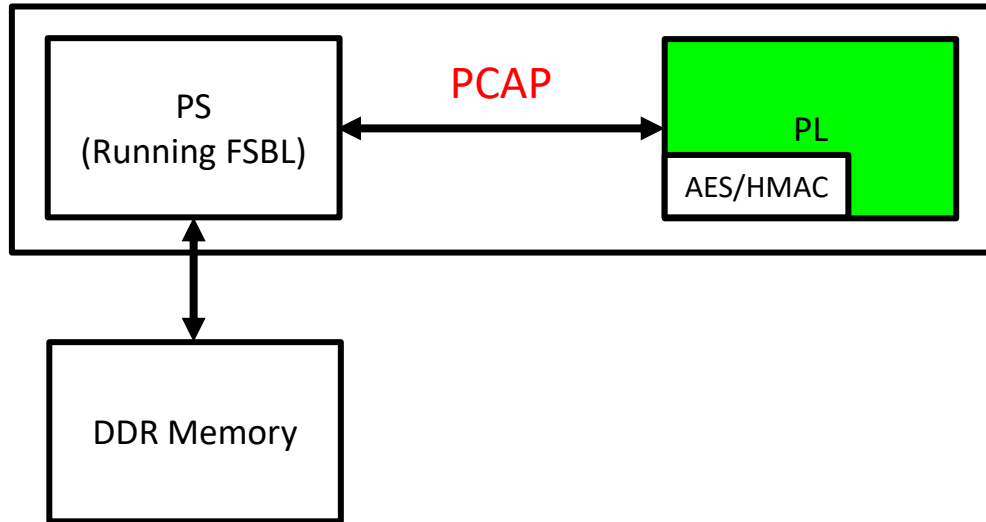 PS
(Running FSBL)
PCAP
PL
AES/HMAC
DDR Memory